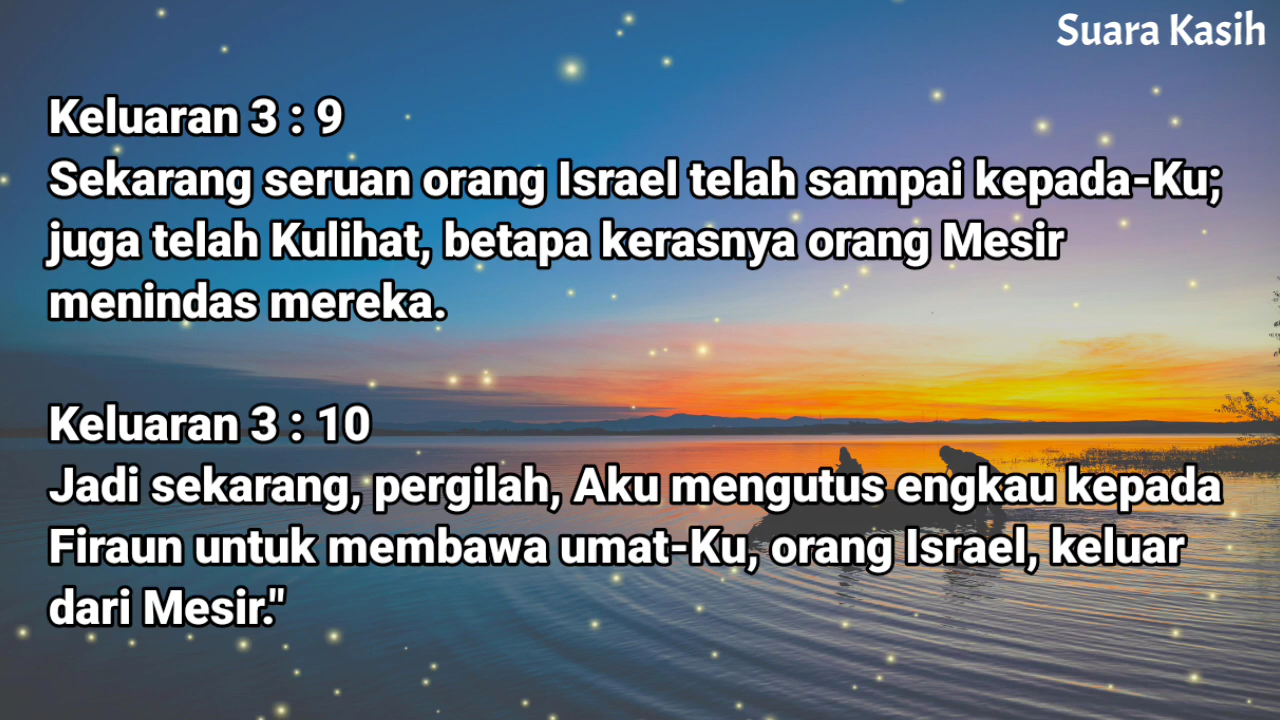 Suara Kasih
Keluaran 3 : 9
Sekarang seruan orang Israel telah sampai kepada-Ku;
juga telah Kulihat, betapa kerasnya orang Mesir
menindas mereka.
Keluaran 3 : 10
Jadi sekarang, pergilah, Aku mengutus engkau kepada
Firaun untuk membawa umat-Ku, orang Israel, keluar
dari Mesir."